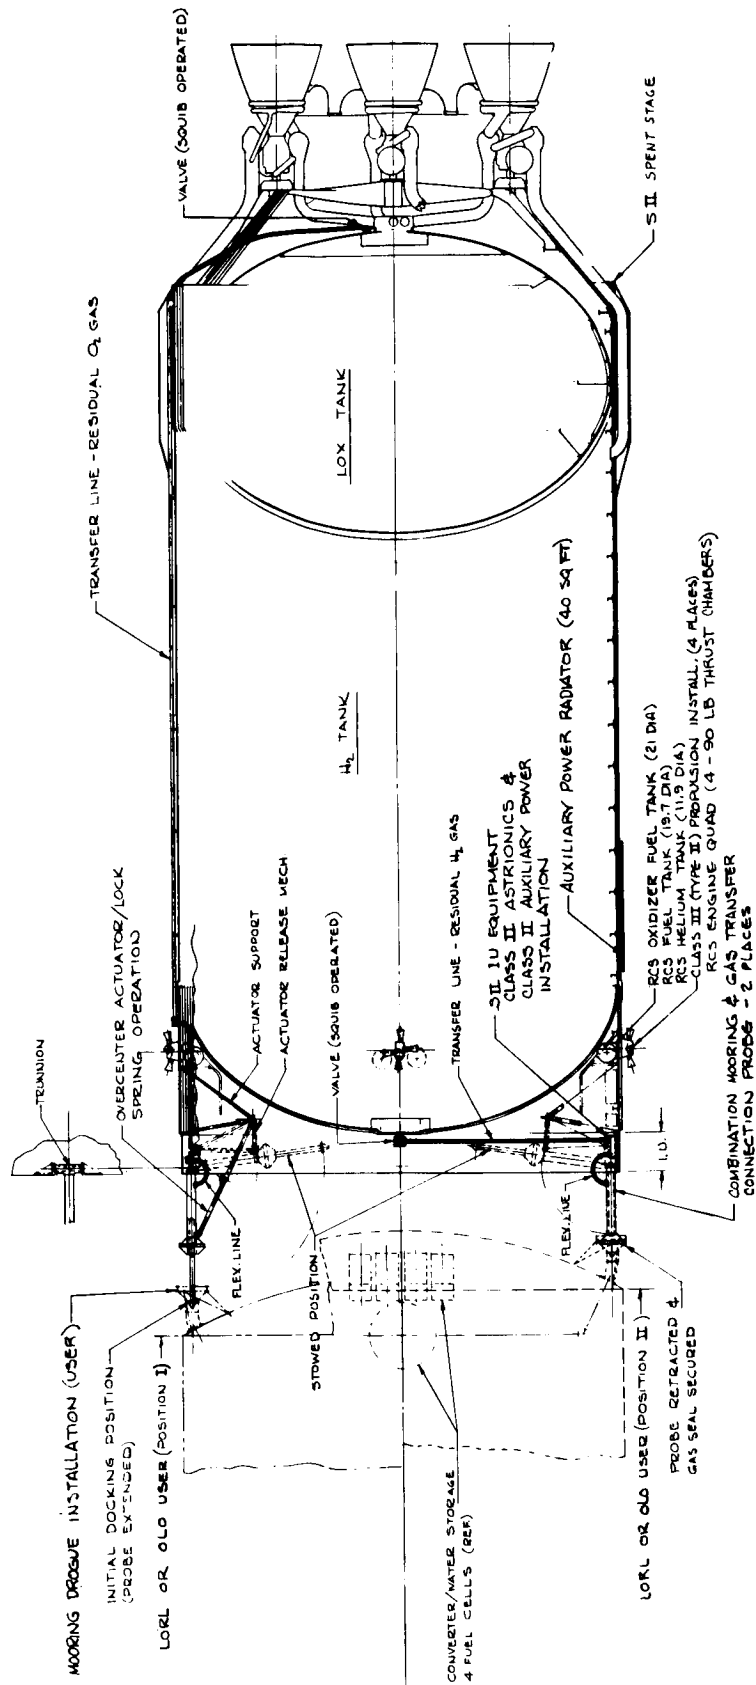 MOORING DROGUE INSTALLATION (USER)
INITIAL DOCKING POSITION
(PROBE EXTENDED)
LORL OR OLO USER (POSITION I)
TRUNNION
OVERCENTER ACTUATOR/LOCK
SPRING OPERATION
ACTUATOR SUPPORT
ACTUATOR RELEASE MECH
VALVE (SQUIB OPERATED)
FLEX. LINE
STOWED POSITION
TRANSFER LINE - RESIDUAL O2 GAS
VALVE (SQUIB OPERATED)
H2 TANK
LOX TANK
S II SPENT STAGE
TRANSFER LINE - RESIDUAL H2 GAS
SII IU EQUIPMENT
CLASS II ASTRIONICS &
CLASS II AUXILIARY POWER
INSTALLATION
AUXILIARY POWER RADIATOR (40 SQ FT)
FLEX. LINE
I.D.
RCS OXIDIZER FUEL TANK (21 DIA)
RCS FUEL TANK (19.7 DIA)
RCS HELIUM TANK (11.9 DIA)
CLASS III (TYPE II) PROPULSION INSTALL. (4 PLACES)
RCS ENGINE QUAD (4 - 90 LB THRUST CHAMBERS)
COMBINATION MOORING & GAS TRANSFER
CONNECTION PROBE - 2 PLACES
CONVERTER/WATER STORAGE
4 FUEL CELLS (REF)
LORL OR OLO USER (POSITION II)
PROBE RETRACTED &
GAS SEAL SECURED